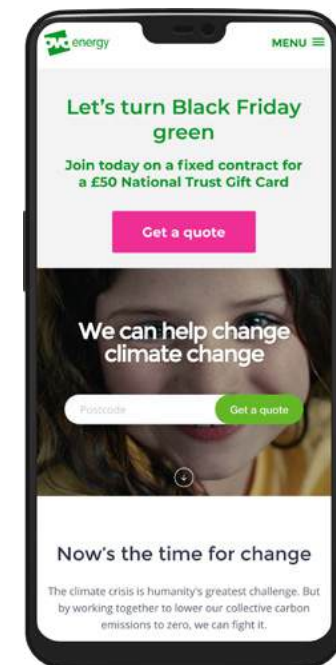 ovo energy
MENU
Let's turn Black Friday
green
Join today on a fixed contract for
a £50 National Trust Gift Card
Get a quote
We can help change
climate change
Postcode
Get a quote
Now's the time for change
The climate crisis is humanity's greatest challenge. But
by working together to lower our collective carbon
emissions to zero, we can fight it.